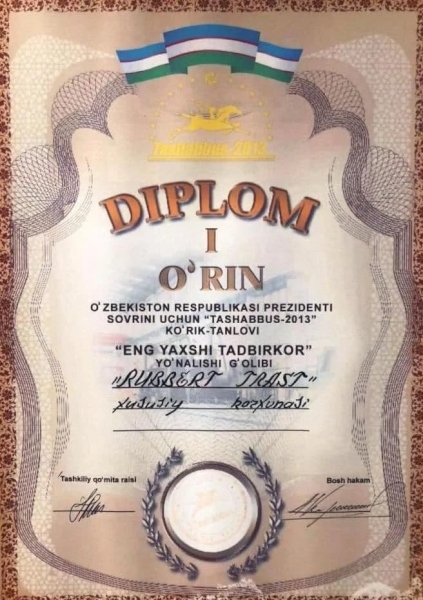 Tashabbus-2013
DIPLOM
I
O'RIN
O'ZBEKISTON RESPUBLIKASI PREZIDENTI
SOVRINI UCHUN "TASHABBUS-2013"
KO'RIK-TANLOVI
"ENG YAXSHI TADBIRKOR"
YO'NALISHI G'OLIBI
"RUBBERT TRAST"
xususiy korxonasi
Tashkiliy qo'mita raisi
Bosh hakam